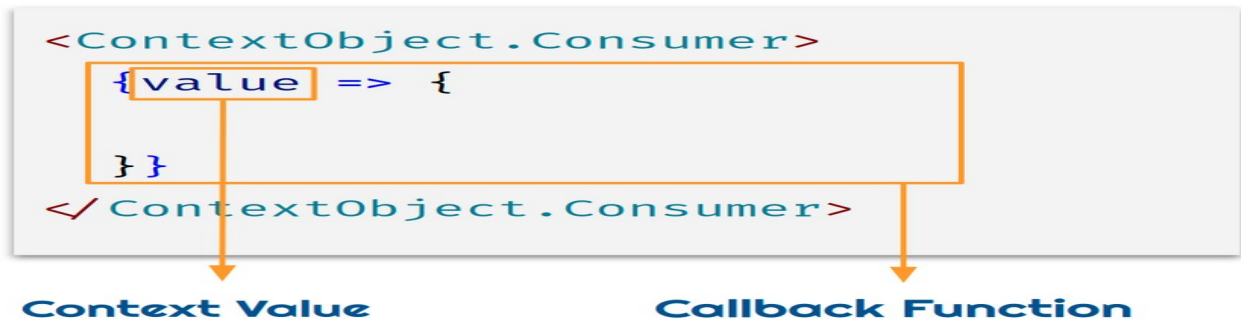 <ContextObject.Consumer>
{value => {
}}
</ContextObject.Consumer>
Context Value
Callback Function